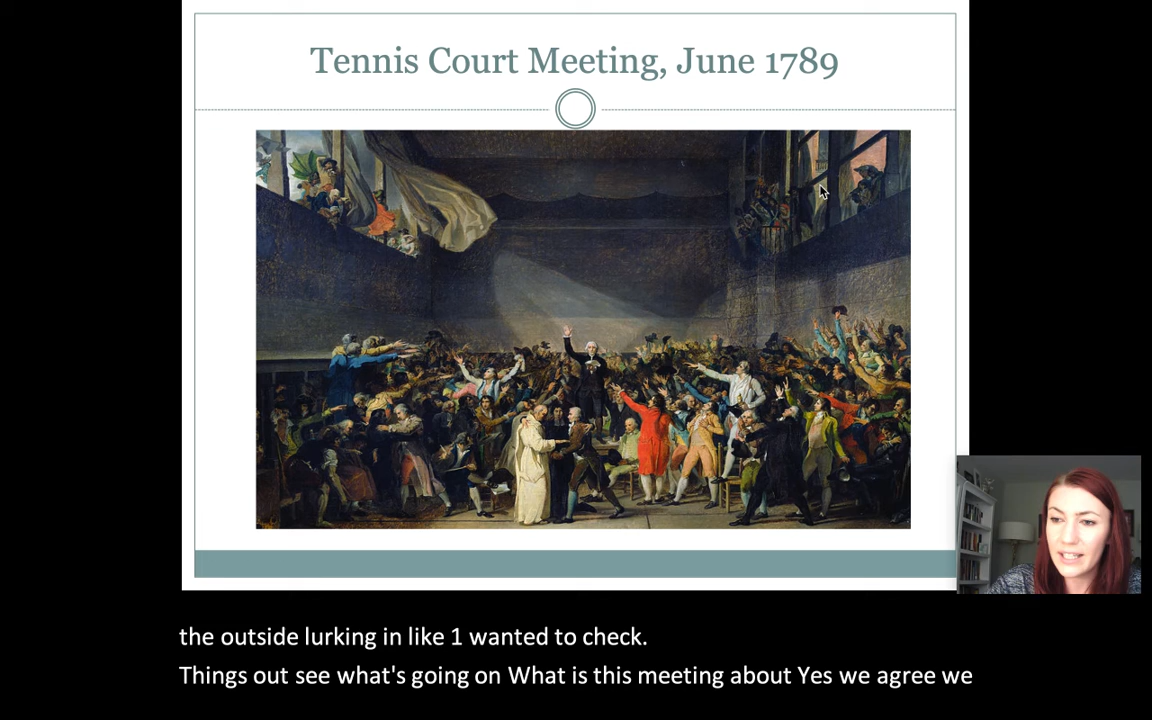 Tennis Court Meeting, June 1789
the outside lurking in like 1 wanted to check.
Things out see what's going on What is this meeting about Yes we agree we